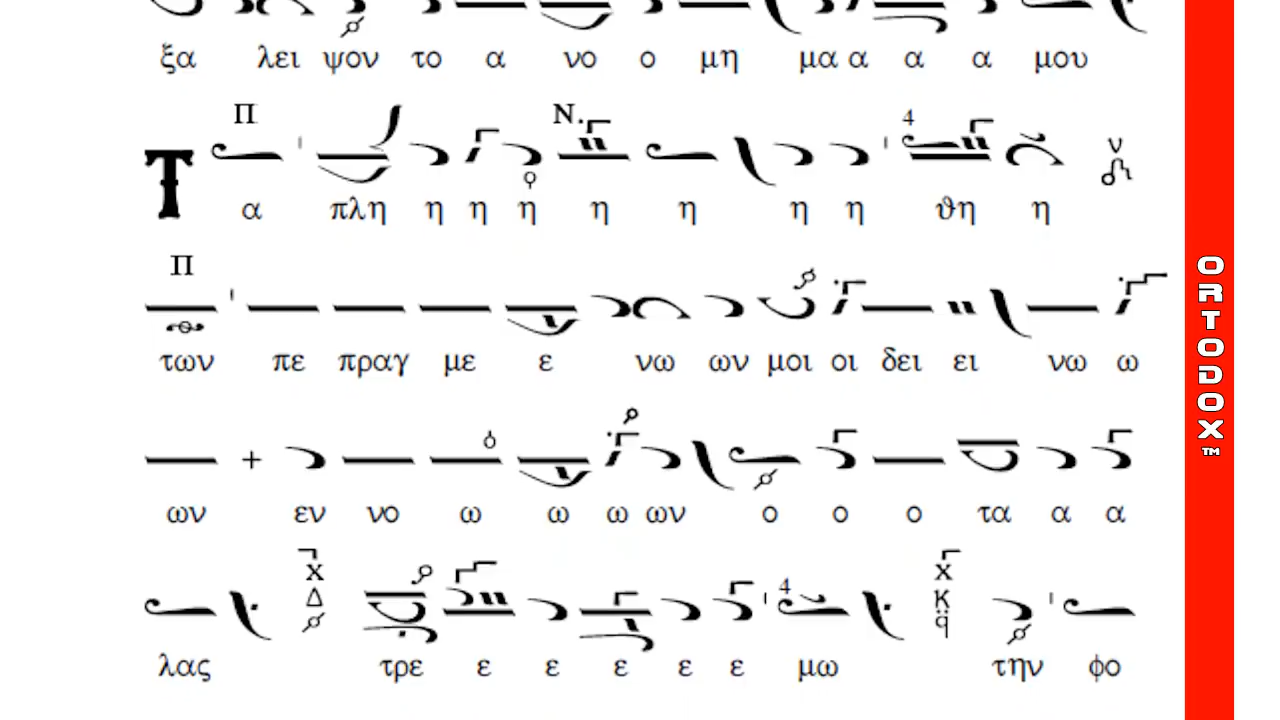 ξα λει ψον το α νο ο μη μα α α α μου
Π Ν. 4 ν
Τ α πλη η η η η η η η θη η
Π
των πε πραγ με ε νω ων μοι οι δει ει νω ω
ων + εν νο ω ω ω ων ο ο ο τα α α
χ Δ 4 χ Κ q̈
λας τρε ε ε ε ε ε μω την φο
ORTODOX™